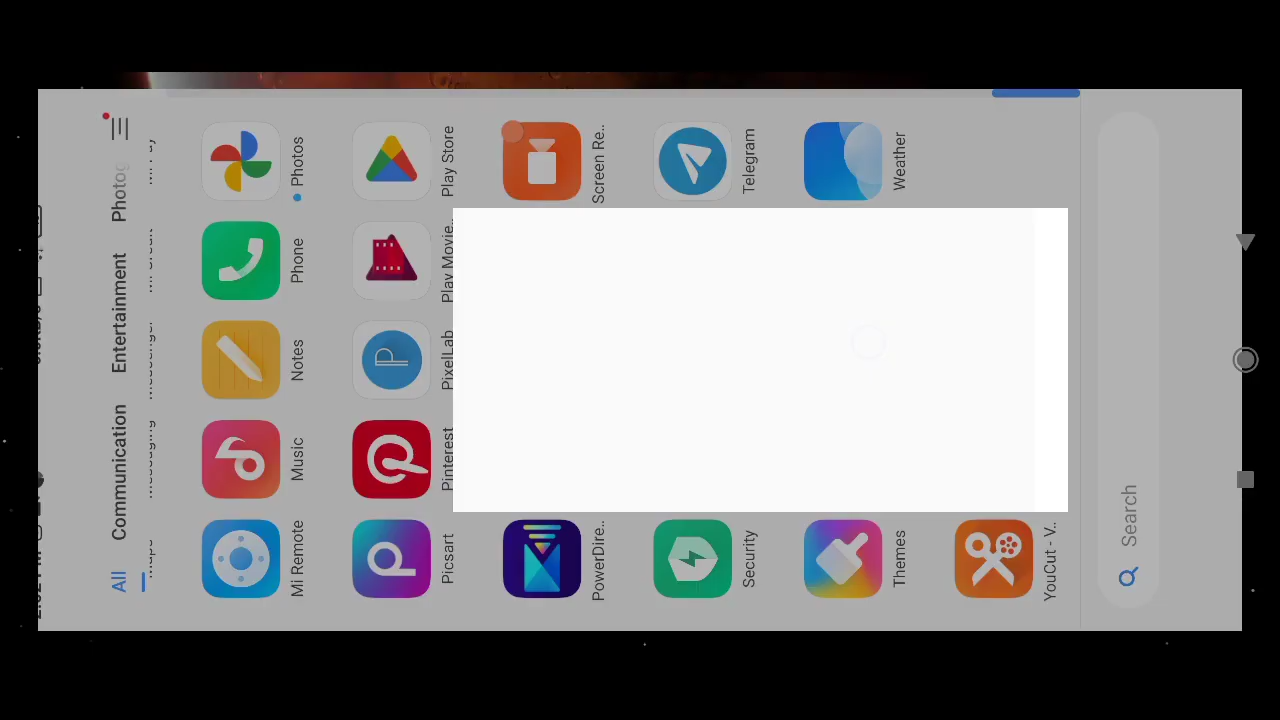 All Communication Entertainment Photog
Mi Remote
Music
Notes
Phone
Photos
Picsart
Pinterest
PixelLab
Play Movie..
Play Store
PowerDire..
Screen Re..
Security
Telegram
Themes
Weather
YouCut - V..
Search